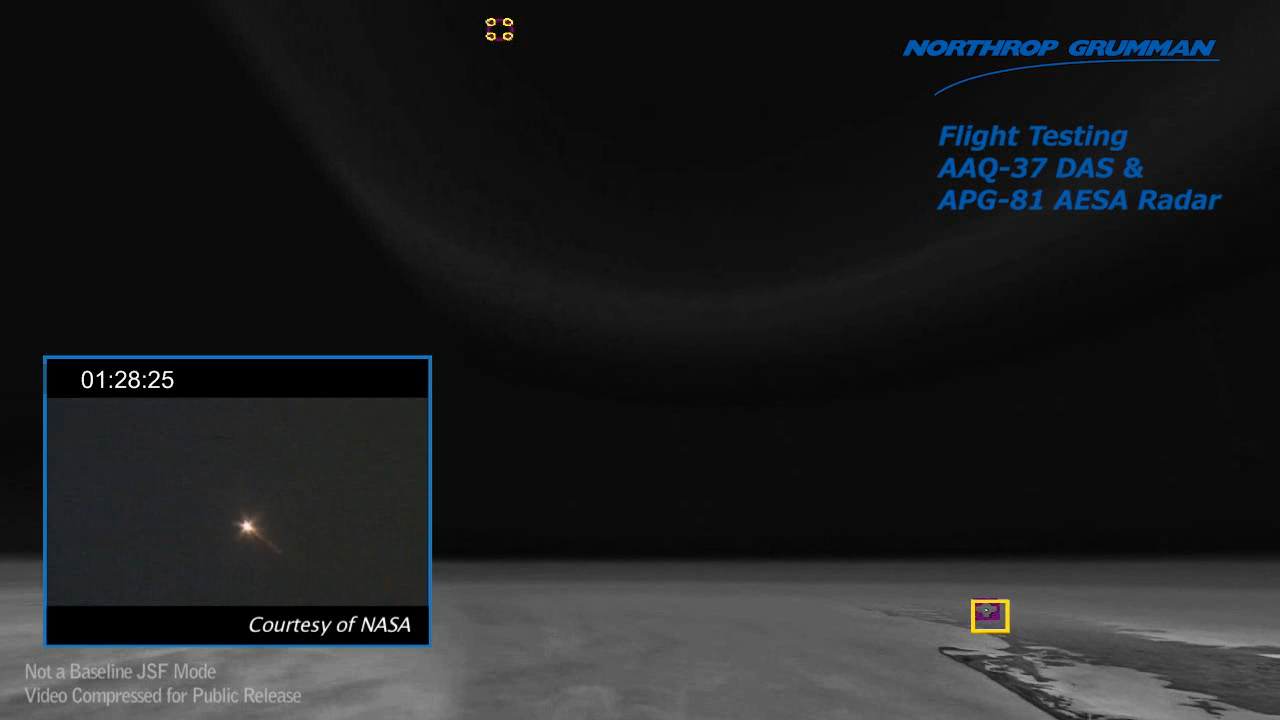 NORTHROP GRUMMAN
Flight Testing
AAQ-37 DAS &
APG-81 AESA Radar
01:28:25
Courtesy of NASA
Not a Baseline JSF Mode
Video Compressed for Public Release